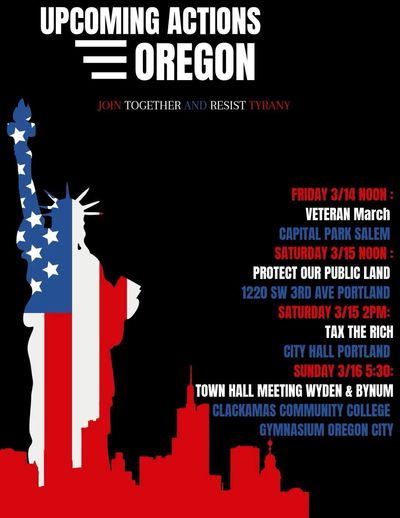 UPCOMING ACTIONS
OREGON
JOIN TOGETHER AND RESIST TYRANY
FRIDAY 3/14 NOON :
VETERAN March
CAPITAL PARK SALEM
SATURDAY 3/15 NOON :
PROTECT OUR PUBLIC LAND
1220 SW 3RD AVE PORTLAND
SATURDAY 3/15 2PM:
TAX THE RICH
CITY HALL PORTLAND
SUNDAY 3/16 5:30:
TOWN HALL MEETING WYDEN & BYNUM
CLACKAMAS COMMUNITY COLLEGE
GYMNASIUM OREGON CITY